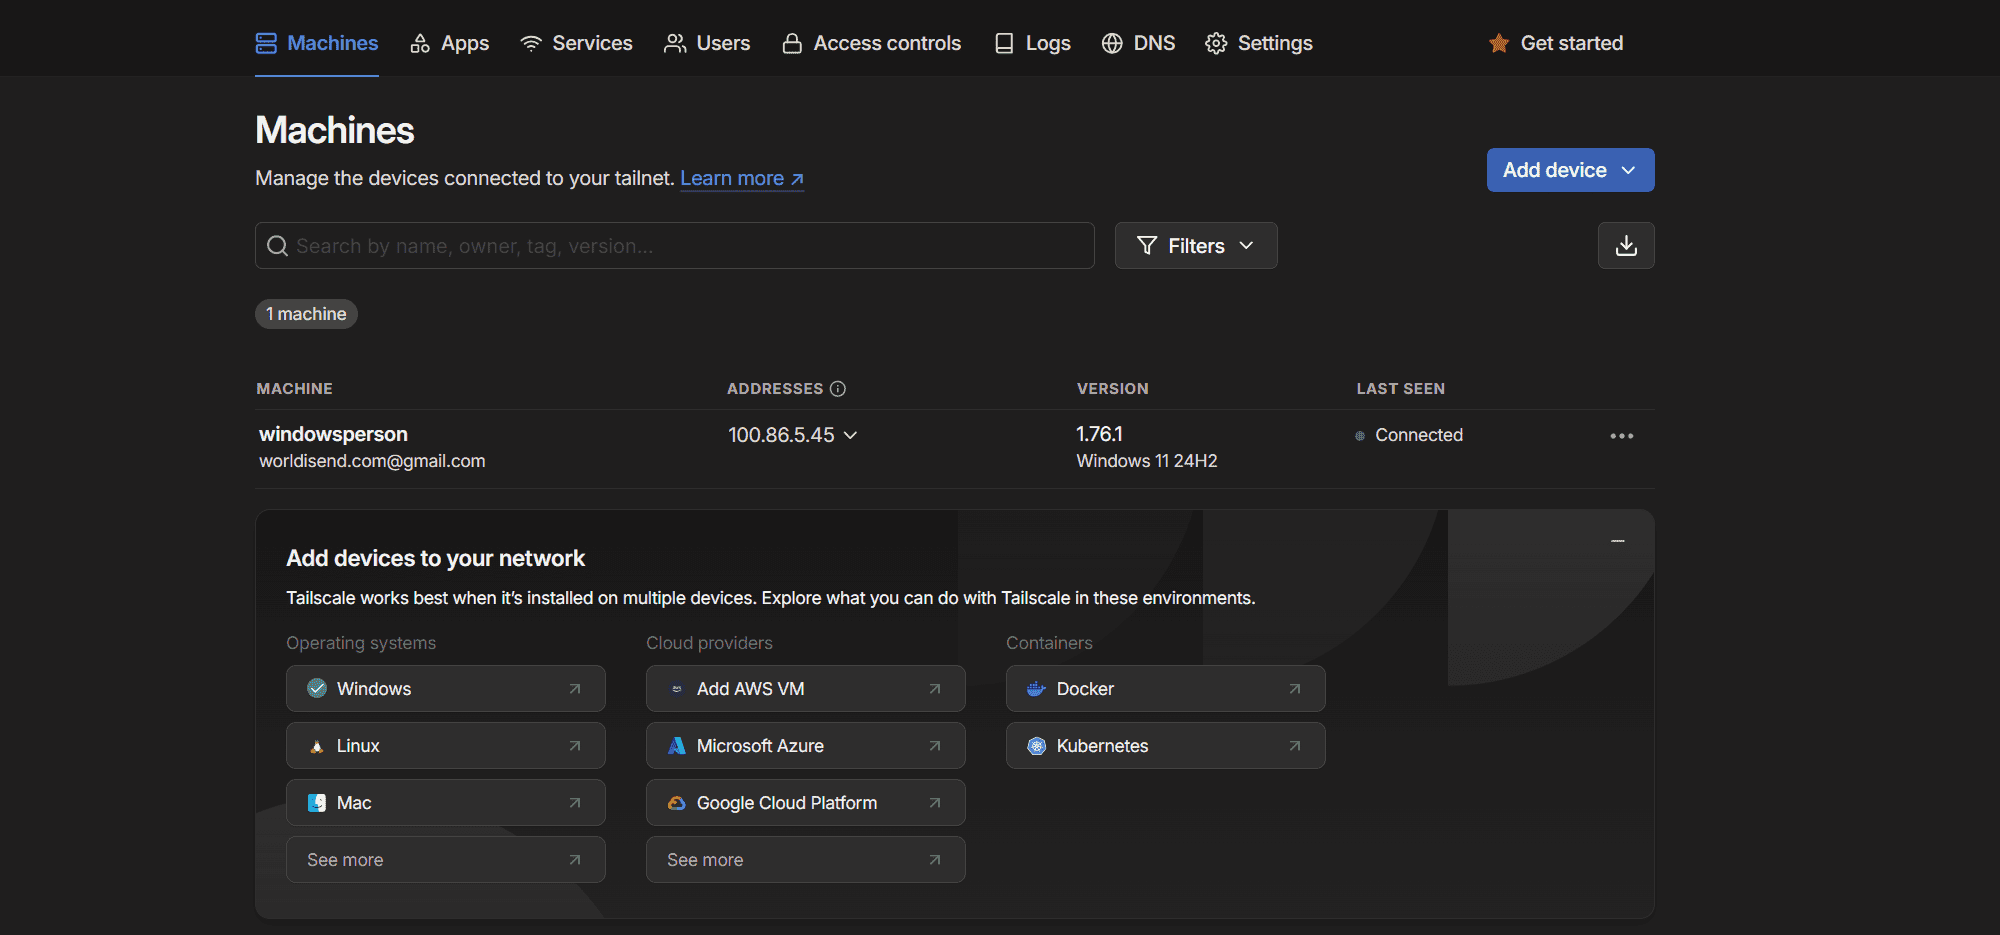 Machines Apps Services Users Access controls Logs DNS Settings Get started
Machines
Manage the devices connected to your tailnet. Learn more ↗
Add device
Search by name, owner, tag, version...
Filters
1 machine
MACHINE ADDRESSES VERSION LAST SEEN
windowsperson 100.86.5.45 1.76.1 Connected
worldisend.com@gmail.com Windows 11 24H2
Add devices to your network
Tailscale works best when it's installed on multiple devices. Explore what you can do with Tailscale in these environments.
Operating systems Cloud providers Containers
Windows Add AWS VM Docker
Linux Microsoft Azure Kubernetes
Mac Google Cloud Platform
See more See more